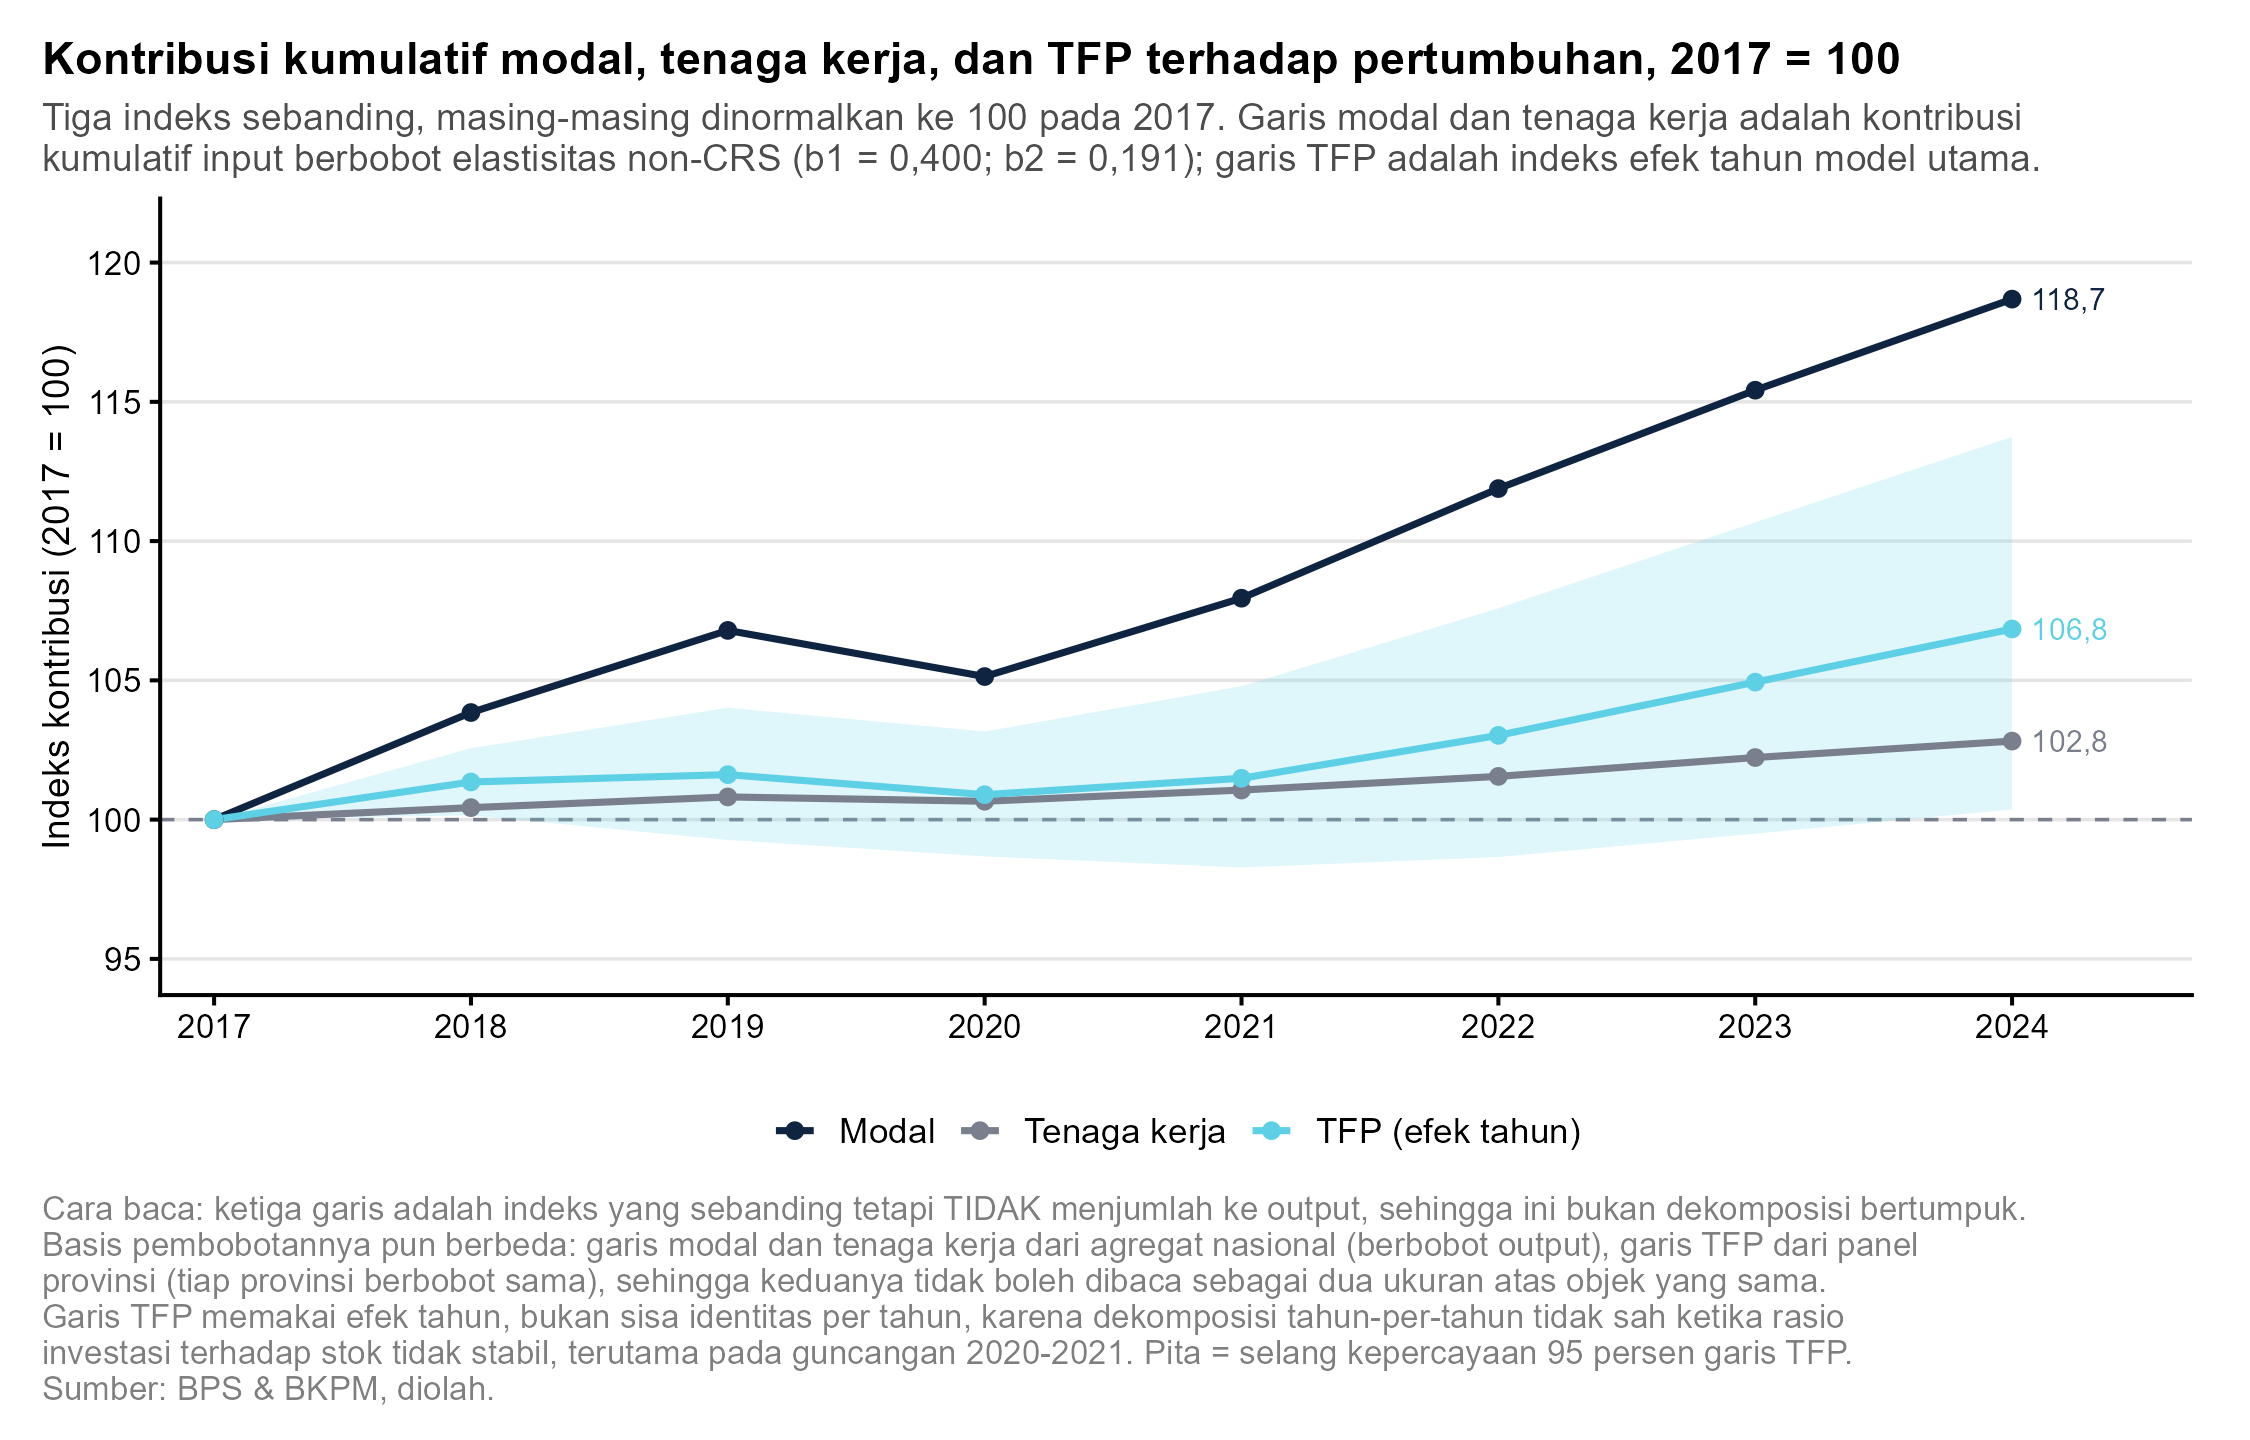 Kontribusi kumulatif modal, tenaga kerja, dan TFP terhadap pertumbuhan, 2017 = 100
Tiga indeks sebanding, masing-masing dinormalkan ke 100 pada 2017. Garis modal dan tenaga kerja adalah kontribusi
kumulatif input berbobot elastisitas non-CRS (b1 = 0,400; b2 = 0,191); garis TFP adalah indeks efek tahun model utama.
Indeks kontribusi (2017 = 100)
120
115
110
105
100
95
118,7
106,8
102,8
2017
2018
2019
2020
2021
2022
2023
2024
Modal
Tenaga kerja
TFP (efek tahun)
Cara baca: ketiga garis adalah indeks yang sebanding tetapi TIDAK menjumlah ke output, sehingga ini bukan dekomposisi bertumpuk.
Basis pembobotannya pun berbeda: garis modal dan tenaga kerja dari agregat nasional (berbobot output), garis TFP dari panel
provinsi (tiap provinsi berbobot sama), sehingga keduanya tidak boleh dibaca sebagai dua ukuran atas objek yang sama.
Garis TFP memakai efek tahun, bukan sisa identitas per tahun, karena dekomposisi tahun-per-tahun tidak sah ketika rasio
investasi terhadap stok tidak stabil, terutama pada guncangan 2020-2021. Pita = selang kepercayaan 95 persen garis TFP.
Sumber: BPS & BKPM, diolah.